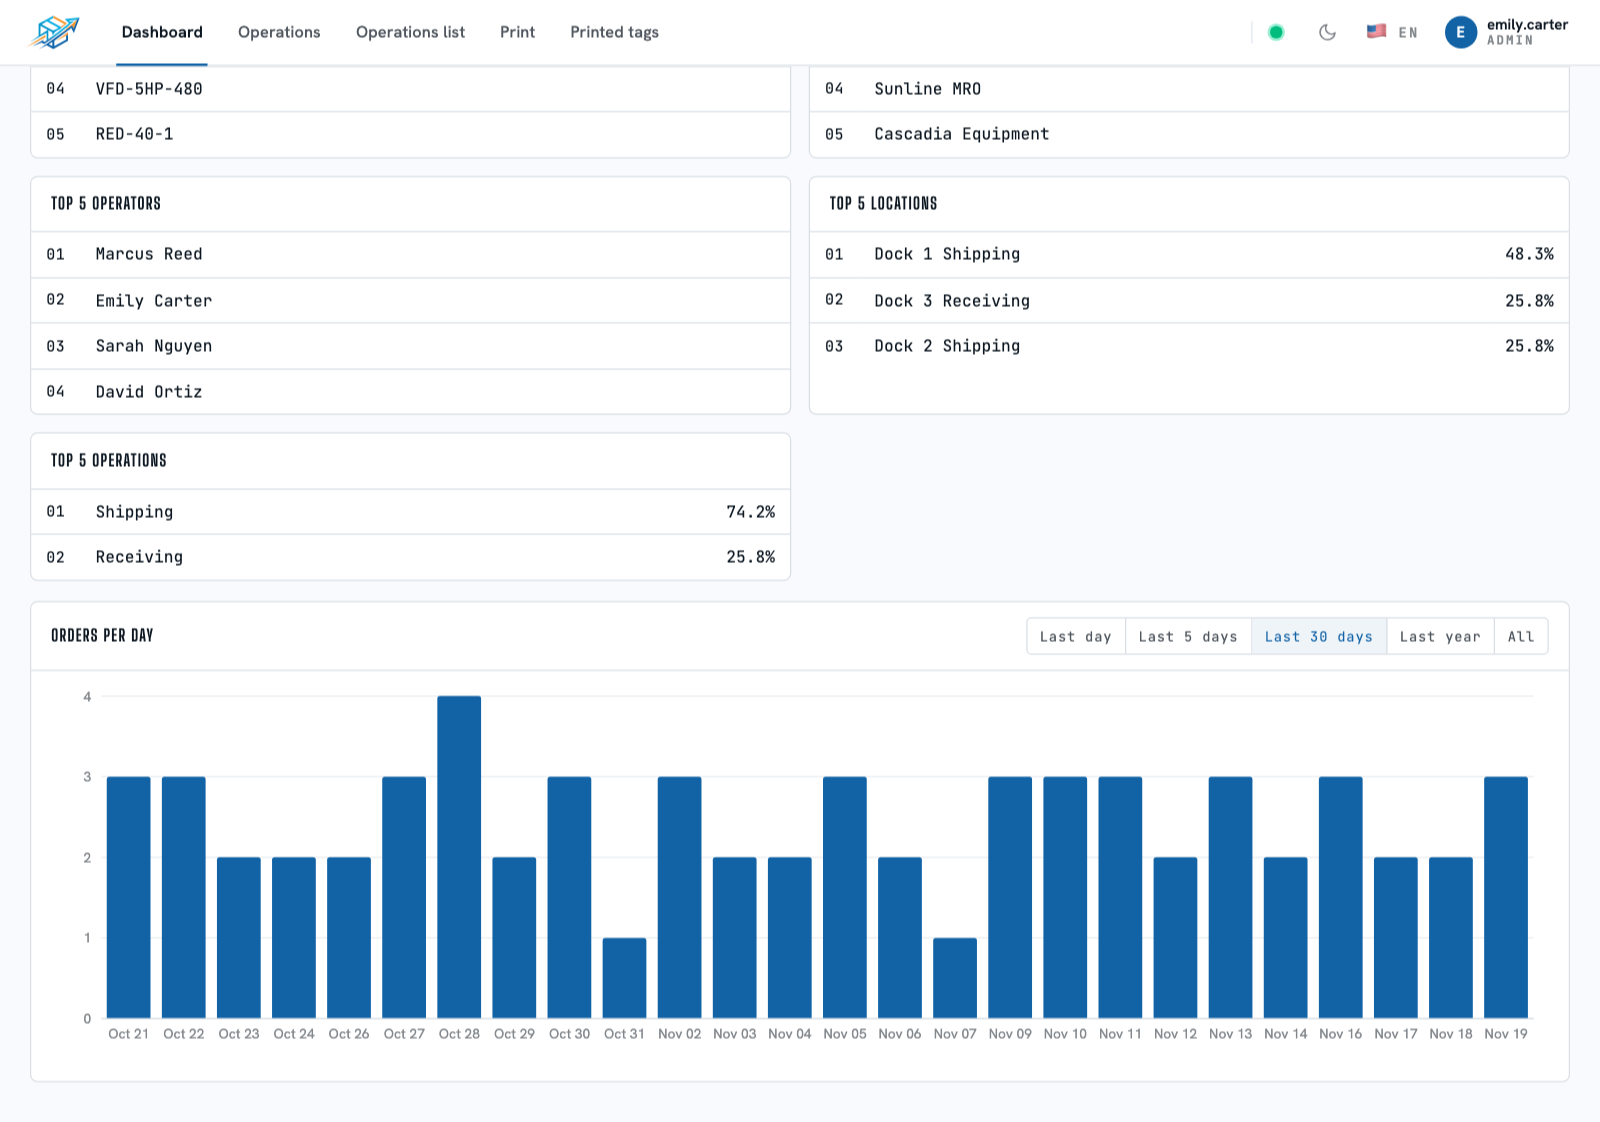 Dashboard Operations Operations list Print Printed tags EN E emily.carter
ADMIN
04 VFD-5HP-480
05 RED-40-1
04 Sunline MRO
05 Cascadia Equipment
TOP 5 OPERATORS
01 Marcus Reed
02 Emily Carter
03 Sarah Nguyen
04 David Ortiz
TOP 5 LOCATIONS
01 Dock 1 Shipping 48.3%
02 Dock 3 Receiving 25.8%
03 Dock 2 Shipping 25.8%
TOP 5 OPERATIONS
01 Shipping 74.2%
02 Receiving 25.8%
ORDERS PER DAY Last day Last 5 days Last 30 days Last year All
4
3
2
1
0
Oct 21 Oct 22 Oct 23 Oct 24 Oct 26 Oct 27 Oct 28 Oct 29 Oct 30 Oct 31 Nov 02 Nov 03 Nov 04 Nov 05 Nov 06 Nov 07 Nov 09 Nov 10 Nov 11 Nov 12 Nov 13 Nov 14 Nov 16 Nov 17 Nov 18 Nov 19